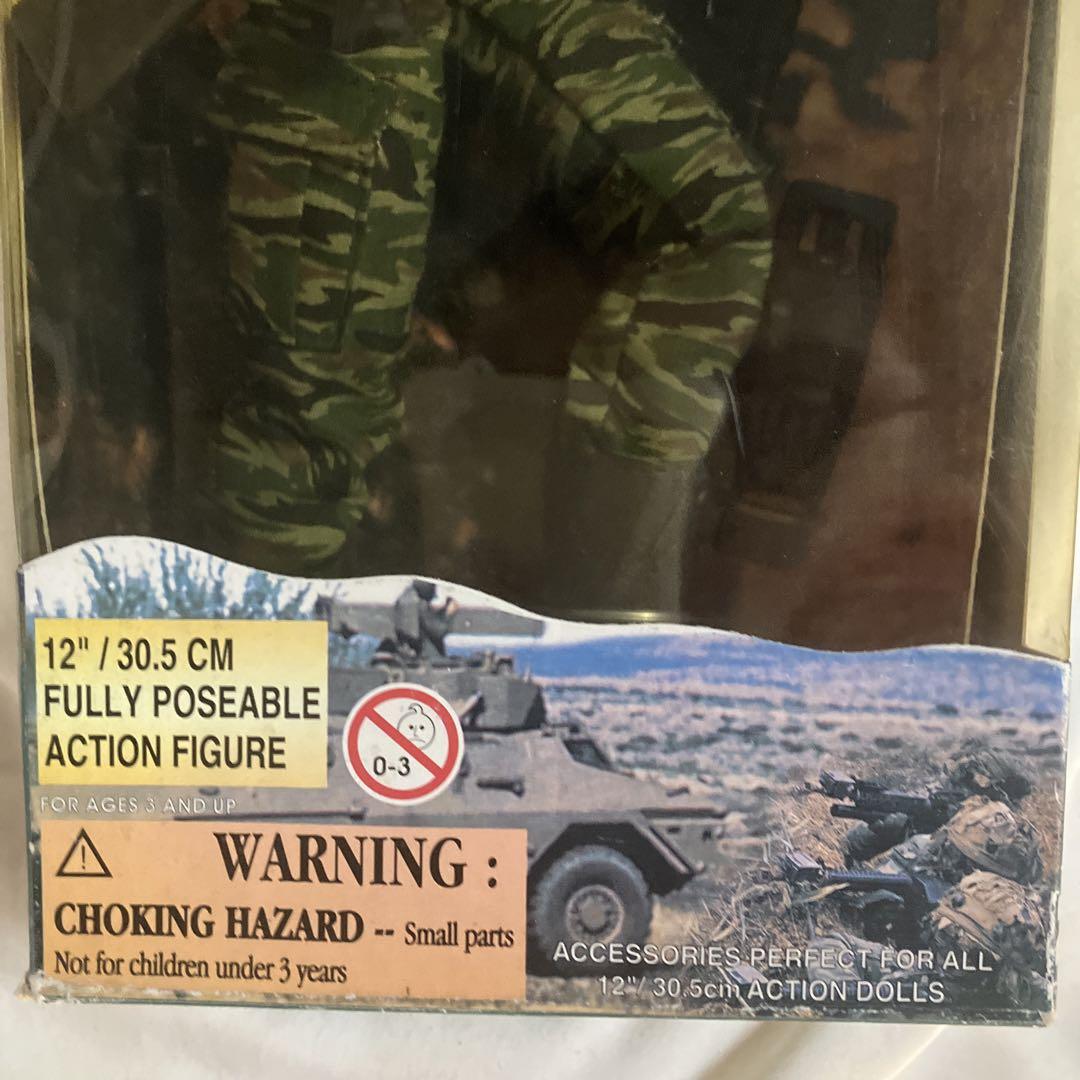 12" / 30.5 CM
FULLY POSEABLE
ACTION FIGURE
0-3
FOR AGES 3 AND UP
WARNING :
CHOKING HAZARD -- Small parts
Not for children under 3 years
ACCESSORIES PERFECT FOR ALL
12"/ 30.5cm ACTION DOLLS